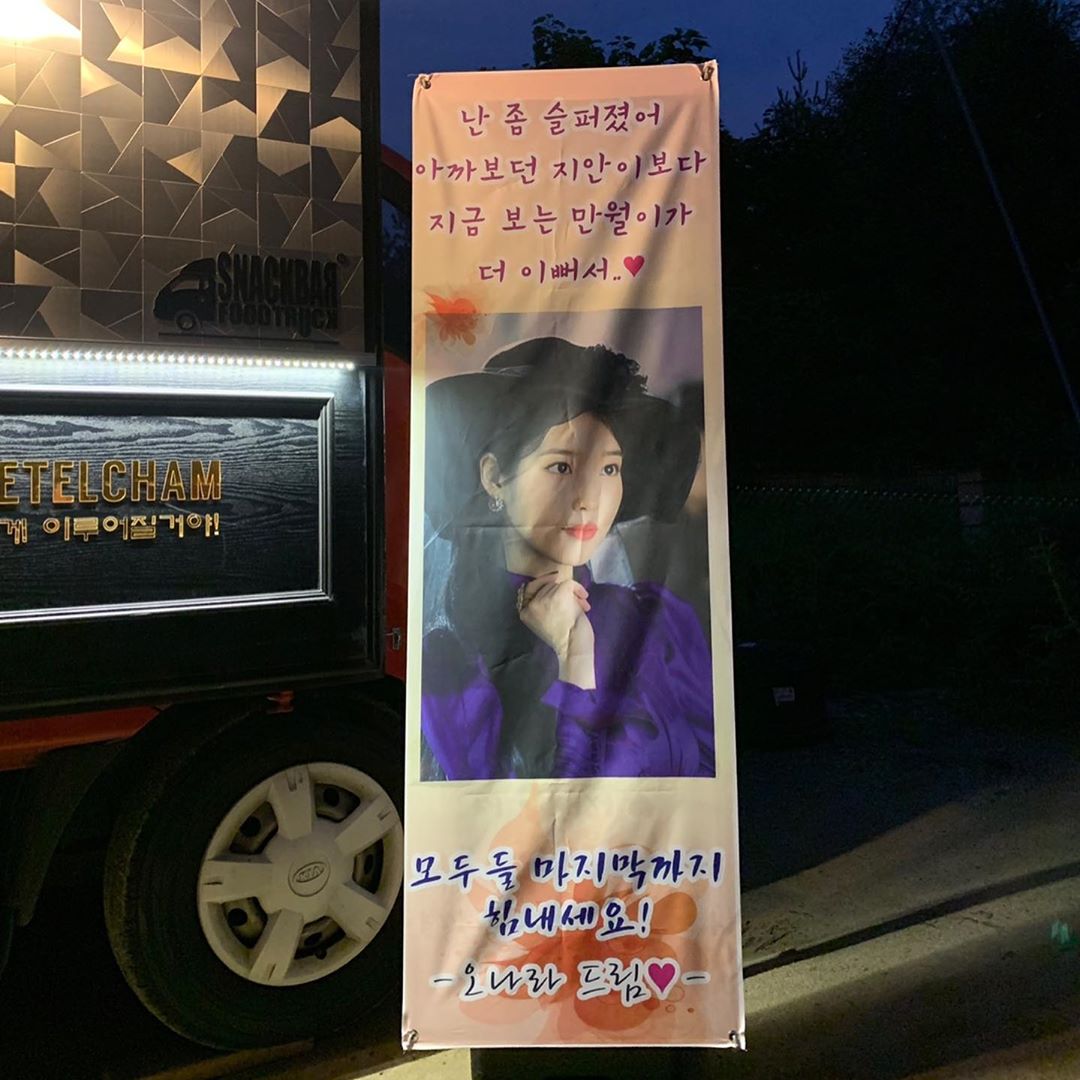 난 좀 슬퍼졌어
아까보던 지안이보다
지금 보는 만월이가
더 이뻐서..♥
SNACKBAR
FOODTRUCK
ETELCHAM
게 이루어질거야!
모두들 마지막까지
힘내세요!
-오나라 드림♥-
KIA